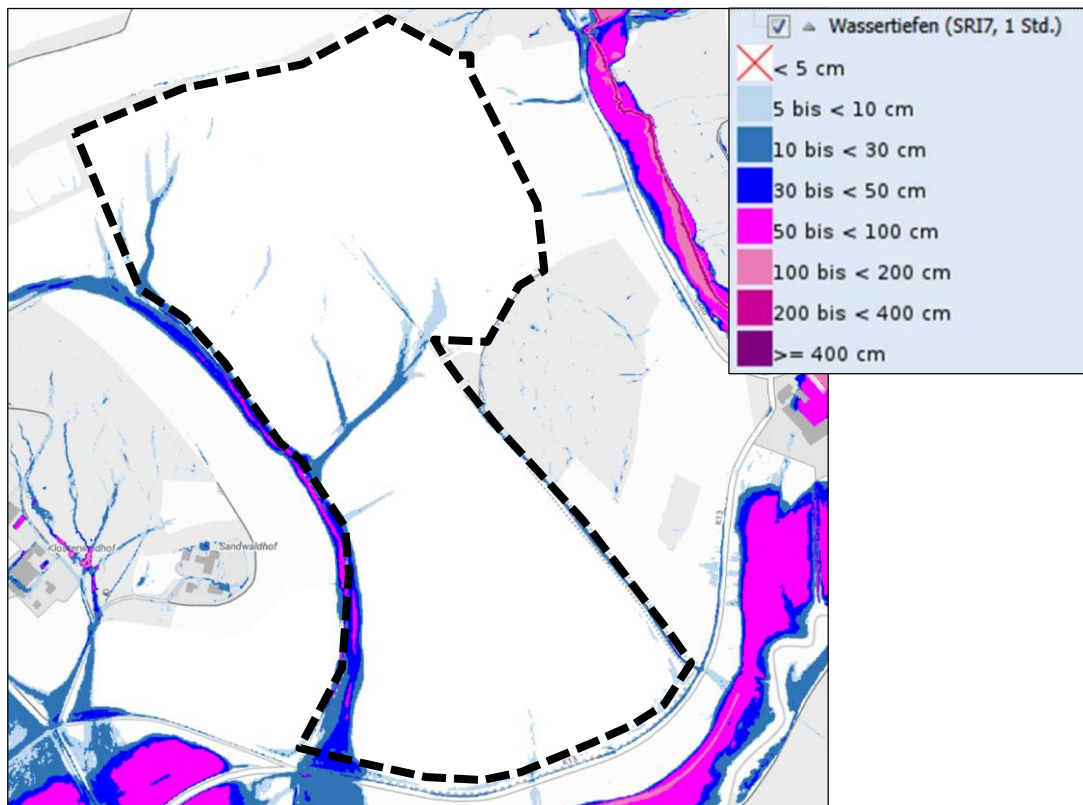 Wassertiefen (SRI7, 1 Std.)
< 5 cm
5 bis < 10 cm
10 bis < 30 cm
30 bis < 50 cm
50 bis < 100 cm
100 bis < 200 cm
200 bis < 400 cm
>= 400 cm
K13
Klosterwaldhof
Sandwaldhof
K13